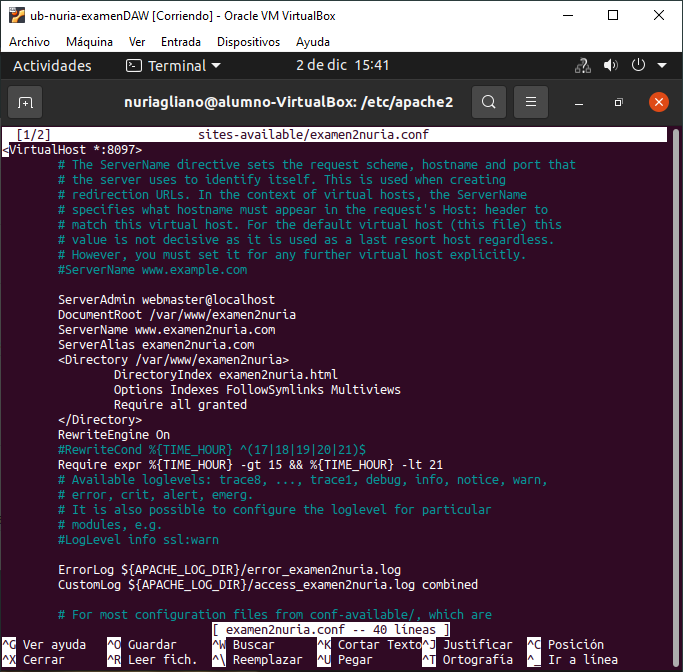 ub-nuria-examenDAW [Corriendo] - Oracle VM VirtualBox
Archivo Máquina Ver Entrada Dispositivos Ayuda
Actividades Terminal 2 de dic 15:41
nuriagliano@alumno-VirtualBox: /etc/apache2
[1/2] sites-available/examen2nuria.conf
<VirtualHost *:8097>
# The ServerName directive sets the request scheme, hostname and port that
# the server uses to identify itself. This is used when creating
# redirection URLs. In the context of virtual hosts, the ServerName
# specifies what hostname must appear in the request's Host: header to
# match this virtual host. For the default virtual host (this file) this
# value is not decisive as it is used as a last resort host regardless.
# However, you must set it for any further virtual host explicitly.
#ServerName www.example.com
ServerAdmin webmaster@localhost
DocumentRoot /var/www/examen2nuria
ServerName www.examen2nuria.com
ServerAlias examen2nuria.com
<Directory /var/www/examen2nuria>
DirectoryIndex examen2nuria.html
Options Indexes FollowSymlinks Multiviews
Require all granted
</Directory>
RewriteEngine On
#RewriteCond %{TIME_HOUR} ^(17|18|19|20|21)$
Require expr %{TIME_HOUR} -gt 15 && %{TIME_HOUR} -lt 21
# Available loglevels: trace8, ..., trace1, debug, info, notice, warn,
# error, crit, alert, emerg.
# It is also possible to configure the loglevel for particular
# modules, e.g.
#LogLevel info ssl:warn
ErrorLog ${APACHE_LOG_DIR}/error_examen2nuria.log
CustomLog ${APACHE_LOG_DIR}/access_examen2nuria.log combined
# For most configuration files from conf-available/, which are
[ examen2nuria.conf -- 40 líneas ]
^G Ver ayuda ^O Guardar ^W Buscar ^K Cortar Texto ^J Justificar ^C Posición
^X Cerrar ^R Leer fich. ^\ Reemplazar ^U Pegar ^T Ortografía ^_ Ir a línea